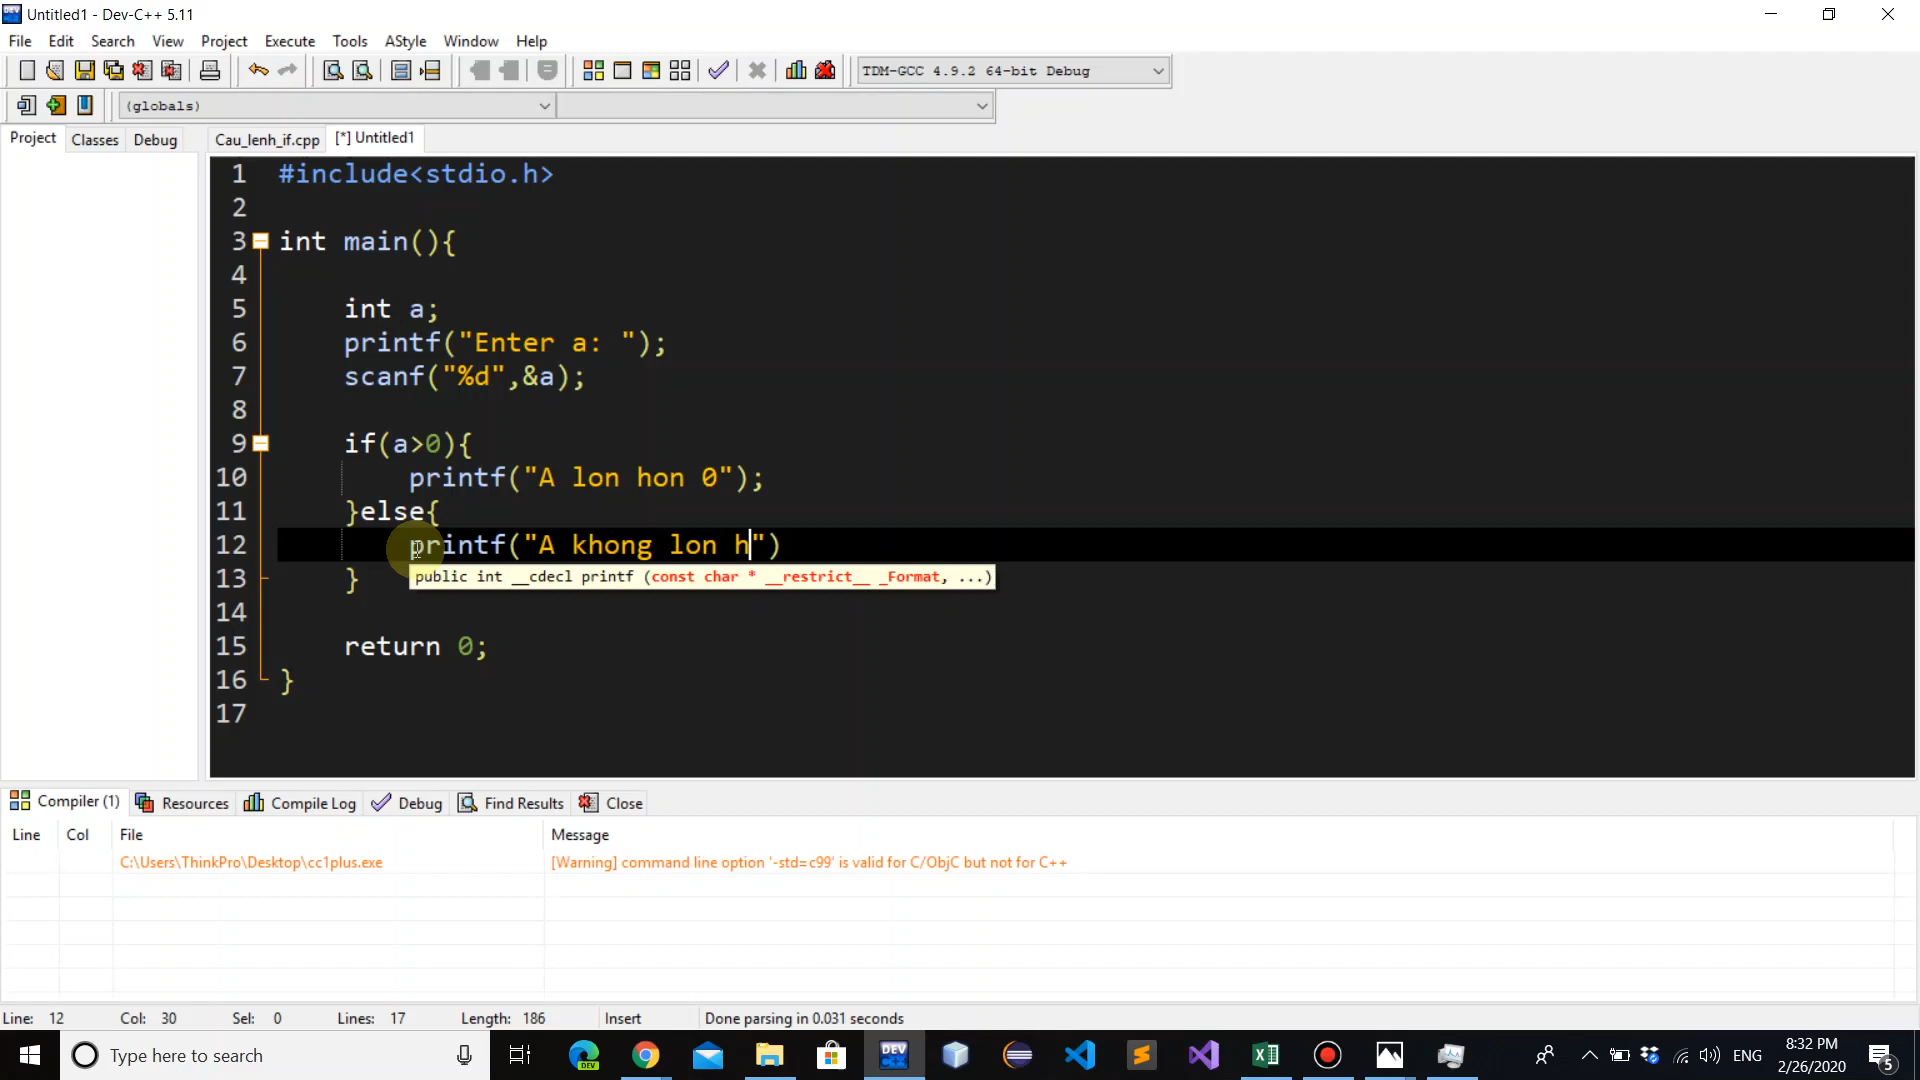 Untitled1 - Dev-C++ 5.11
File Edit Search View Project Execute Tools AStyle Window Help
TDM-GCC 4.9.2 64-bit Debug
(globals)
Project Classes Debug Cau_lenh_if.cpp [*] Untitled1
1 #include<stdio.h>
2
3 int main(){
4
5 int a;
6 printf("Enter a: ");
7 scanf("%d",&a);
8
9 if(a>0){
10 printf("A lon hon 0");
11 }else{
12 printf("A khong lon h")
public int __cdecl printf (const char * __restrict__ _Format, ...)
13 }
14
15 return 0;
16 }
17
Compiler (1) Resources Compile Log Debug Find Results Close
Line Col File Message
C:\Users\ThinkPro\Desktop\cc1plus.exe [Warning] command line option '-std=c99' is valid for C/ObjC but not for C++
Line: 12 Col: 30 Sel: 0 Lines: 17 Length: 186 Insert Done parsing in 0.031 seconds
Type here to search
DEV
DEV
ENG
8:32 PM
2/26/2020
5